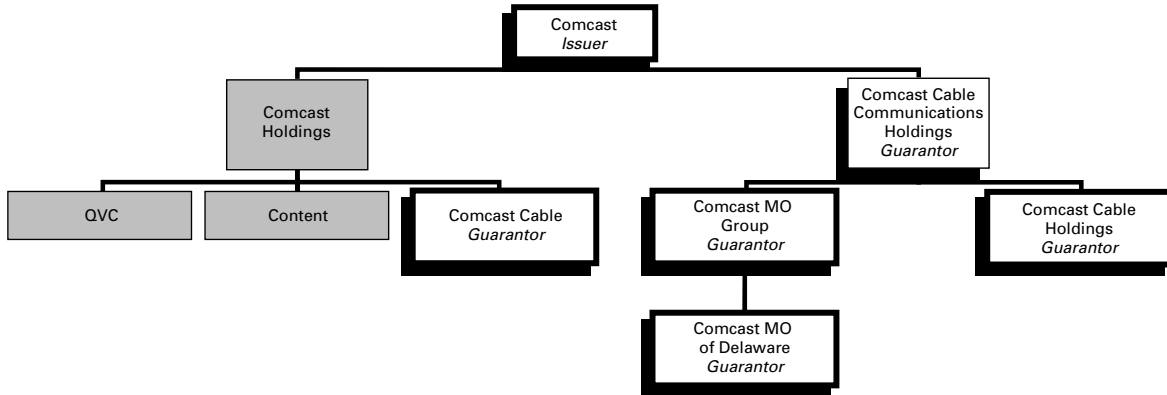 Comcast
Issuer
Comcast
Holdings
Comcast Cable
Communications
Holdings
Guarantor
QVC
Content
Comcast Cable
Guarantor
Comcast MO
Group
Guarantor
Comcast Cable
Holdings
Guarantor
Comcast MO
of Delaware
Guarantor